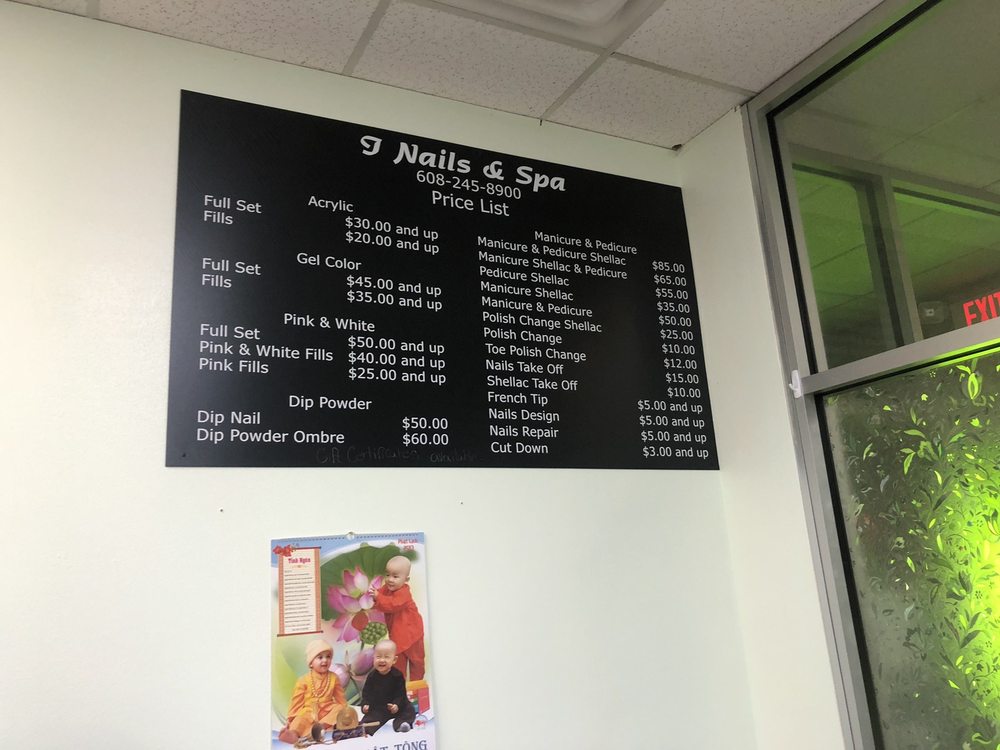 J Nails & Spa
608-245-8900
Price List
Acrylic
Full Set $30.00 and up
Fills $20.00 and up
Gel Color
Full Set $45.00 and up
Fills $35.00 and up
Pink & White
Full Set $50.00 and up
Pink & White Fills $40.00 and up
Pink Fills $25.00 and up
Dip Powder
Dip Nail $50.00
Dip Powder Ombre $60.00
Manicure & Pedicure
Manicure & Pedicure Shellac $85.00
Manicure Shellac & Pedicure $65.00
Pedicure Shellac $55.00
Manicure Shellac $35.00
Manicure & Pedicure $50.00
Polish Change Shellac $25.00
Polish Change $10.00
Toe Polish Change $12.00
Nails Take Off $15.00
Shellac Take Off $10.00
French Tip $5.00 and up
Nails Design $5.00 and up
Nails Repair $5.00 and up
Cut Down $3.00 and up
Certificates available
EXIT